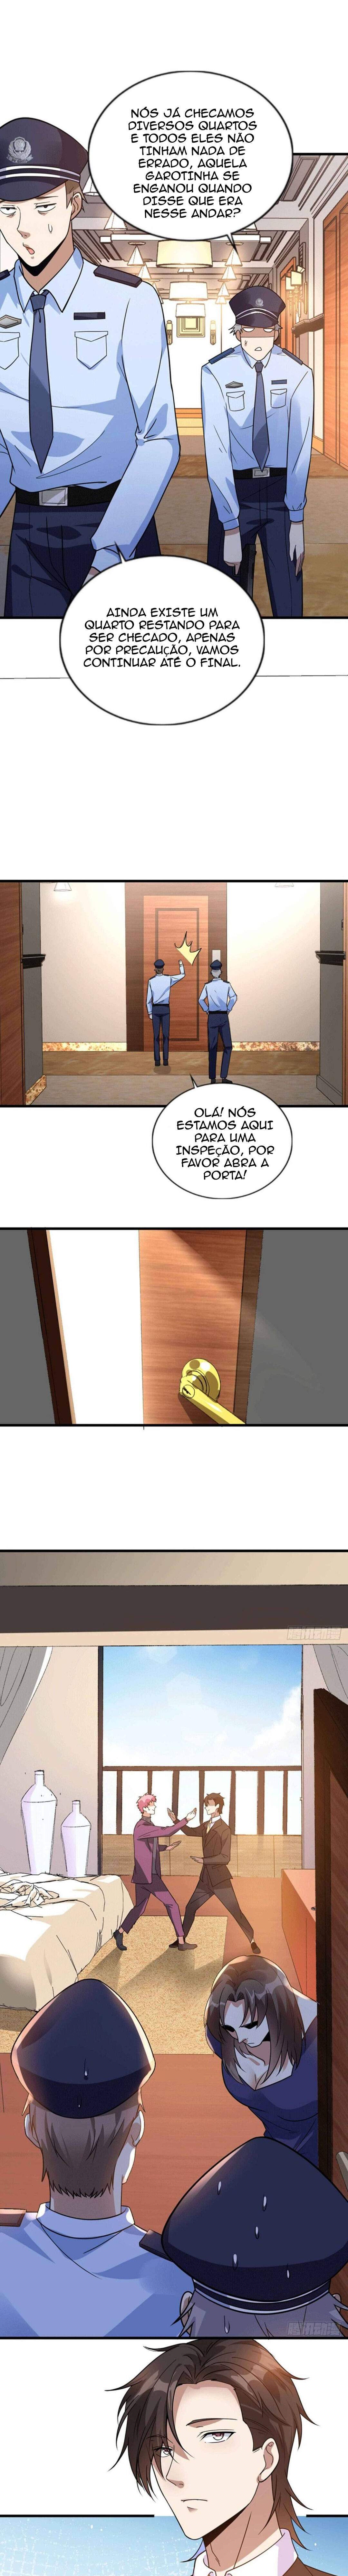 NÓS JÁ CHECAMOS
DIVERSOS QUARTOS
E TODOS ELES NÃO
TINHAM NADA DE
ERRADO, AQUELA
GAROTINHA SE
ENGANOU QUANDO
DISSE QUE ERA
NESSE ANDAR?
AINDA EXISTE UM
QUARTO RESTANDO PARA
SER CHECADO, APENAS
POR PRECAUÇÃO, VAMOS
CONTINUAR ATÉ O FINAL.
OLÁ! NÓS
ESTAMOS AQUI
PARA UMA
INSPEÇÃO, POR
FAVOR ABRA A
PORTA!